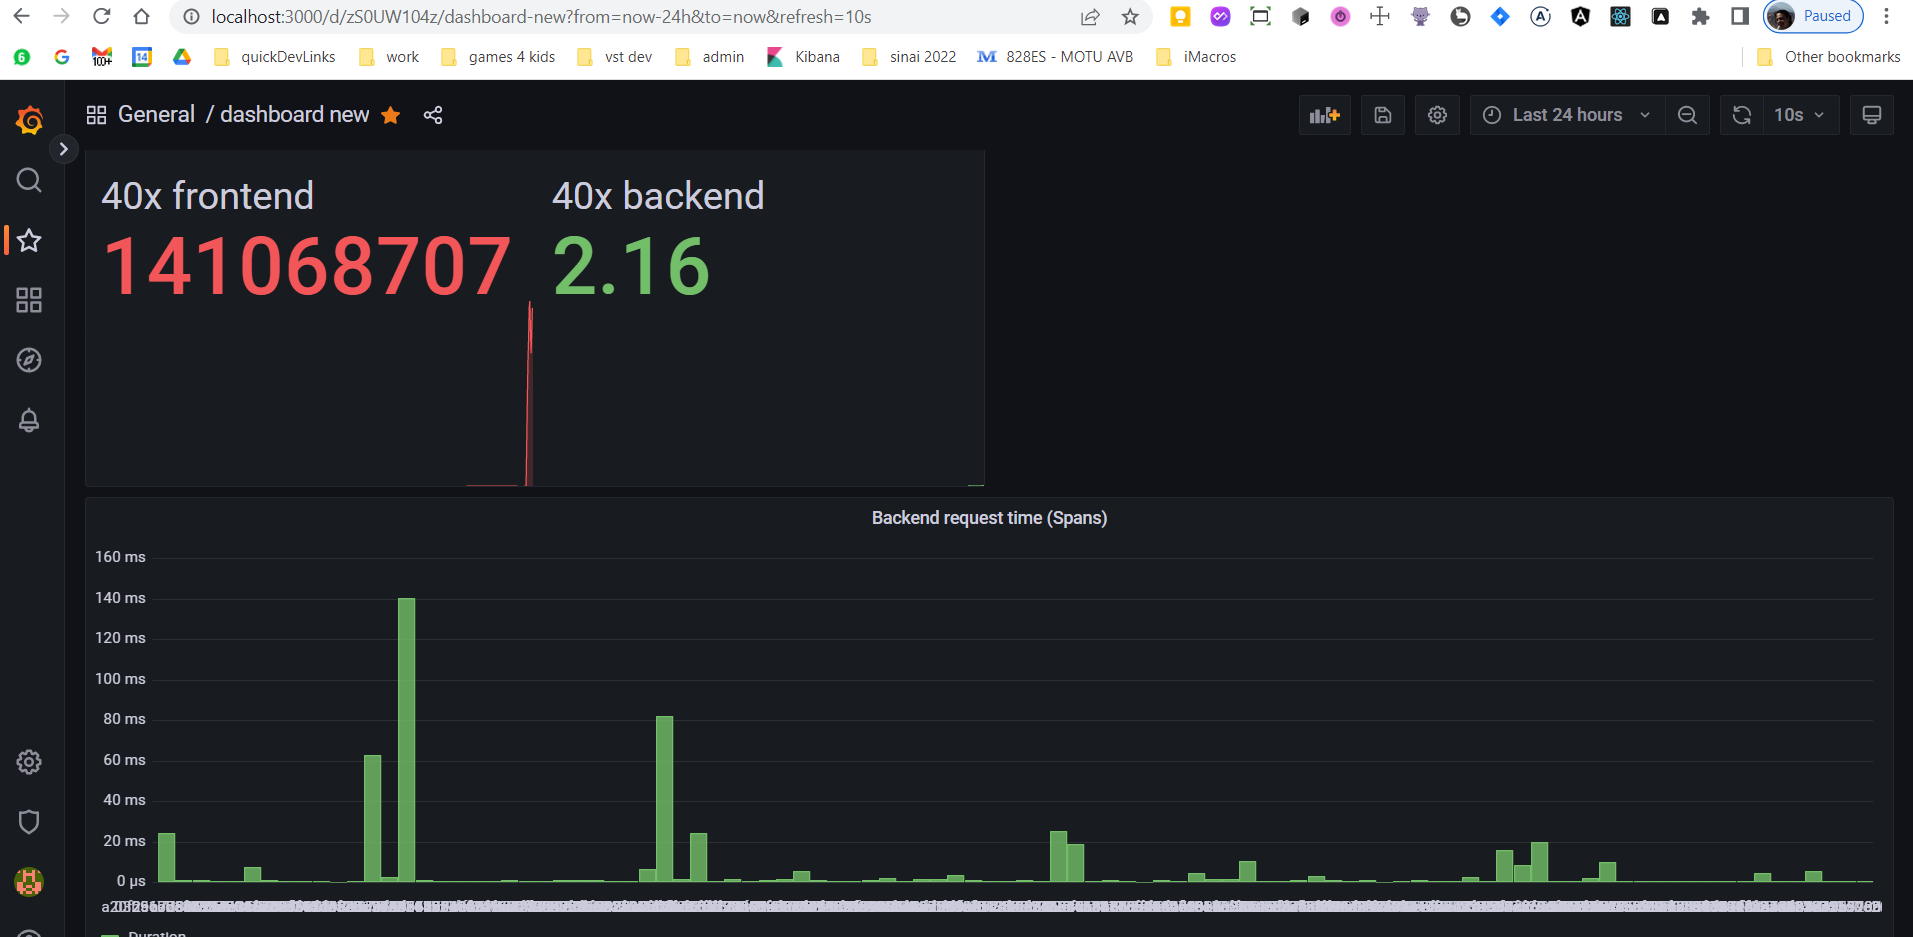 localhost:3000/d/zS0UW104z/dashboard-new?from=now-24h&to=now&refresh=10s
Paused
6
100+
14
quickDevLinks
work
games 4 kids
vst dev
admin
Kibana
sinai 2022
M 828ES - MOTU AVB
iMacros
Other bookmarks
General / dashboard new
Last 24 hours
10s
40x frontend
40x backend
141068707
2.16
Backend request time (Spans)
160 ms
140 ms
120 ms
100 ms
80 ms
60 ms
40 ms
20 ms
0 µs
Duration